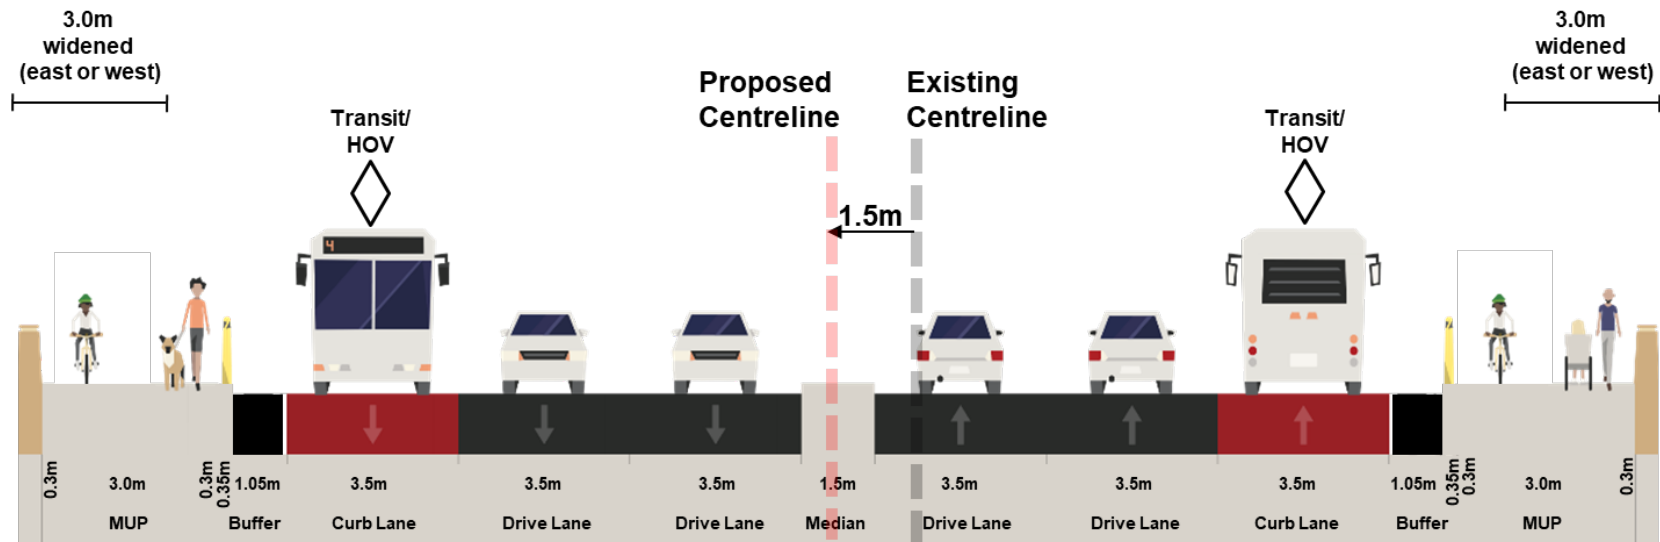 3.0m
widened
(east or west)
3.0m
widened
(east or west)
Proposed
Centreline
Existing
Centreline
Transit/
HOV
Transit/
HOV
1.5m
4
0.3m
3.0m
0.3m
0.35m
1.05m
3.5m
3.5m
3.5m
1.5m
3.5m
3.5m
3.5m
1.05m
0.35m
0.3m
3.0m
0.3m
MUP
Buffer
Curb Lane
Drive Lane
Drive Lane
Median
Drive Lane
Drive Lane
Curb Lane
Buffer
MUP